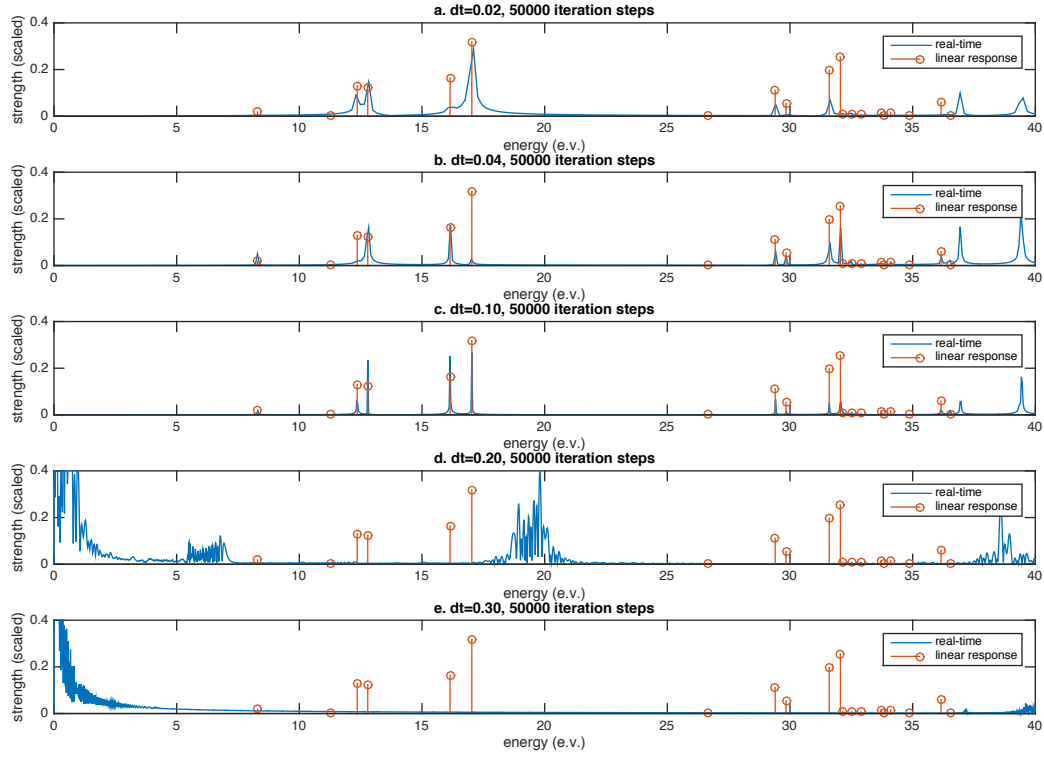 a. dt=0.02, 50000 iteration steps
strength (scaled)
0.4
0.2
0
real-time
linear response
0 5 10 15 20 25 30 35 40
energy (e.v.)
b. dt=0.04, 50000 iteration steps
strength (scaled)
0.4
0.2
0
real-time
linear response
0 5 10 15 20 25 30 35 40
energy (e.v.)
c. dt=0.10, 50000 iteration steps
strength (scaled)
0.4
0.2
0
real-time
linear response
0 5 10 15 20 25 30 35 40
energy (e.v.)
d. dt=0.20, 50000 iteration steps
strength (scaled)
0.4
0.2
0
real-time
linear response
0 5 10 15 20 25 30 35 40
energy (e.v.)
e. dt=0.30, 50000 iteration steps
strength (scaled)
0.4
0.2
0
real-time
linear response
0 5 10 15 20 25 30 35 40
energy (e.v.)